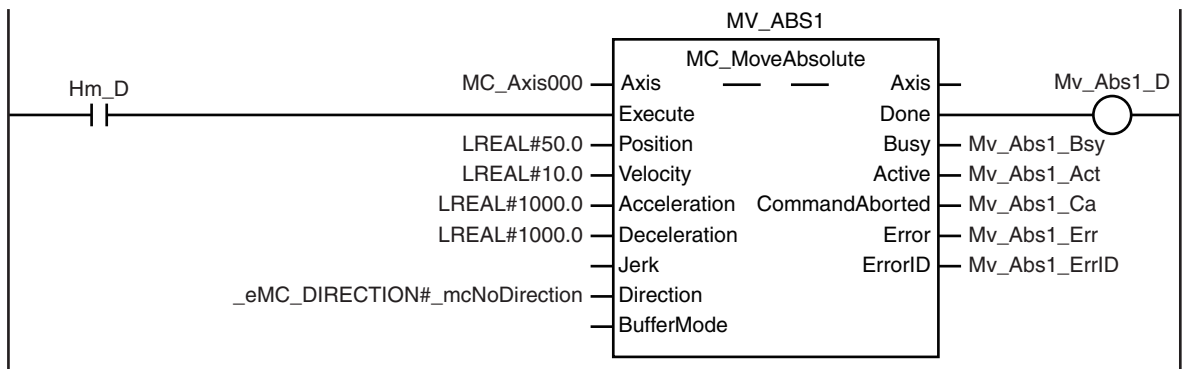 MV_ABS1
MC_MoveAbsolute
MC_Axis000 Axis Axis Mv_Abs1_D
Hm_D
Execute Done
LREAL#50.0 Position Busy Mv_Abs1_Bsy
LREAL#10.0 Velocity Active Mv_Abs1_Act
LREAL#1000.0 Acceleration CommandAborted Mv_Abs1_Ca
LREAL#1000.0 Deceleration Error Mv_Abs1_Err
Jerk ErrorID Mv_Abs1_ErrID
_eMC_DIRECTION#_mcNoDirection Direction
BufferMode